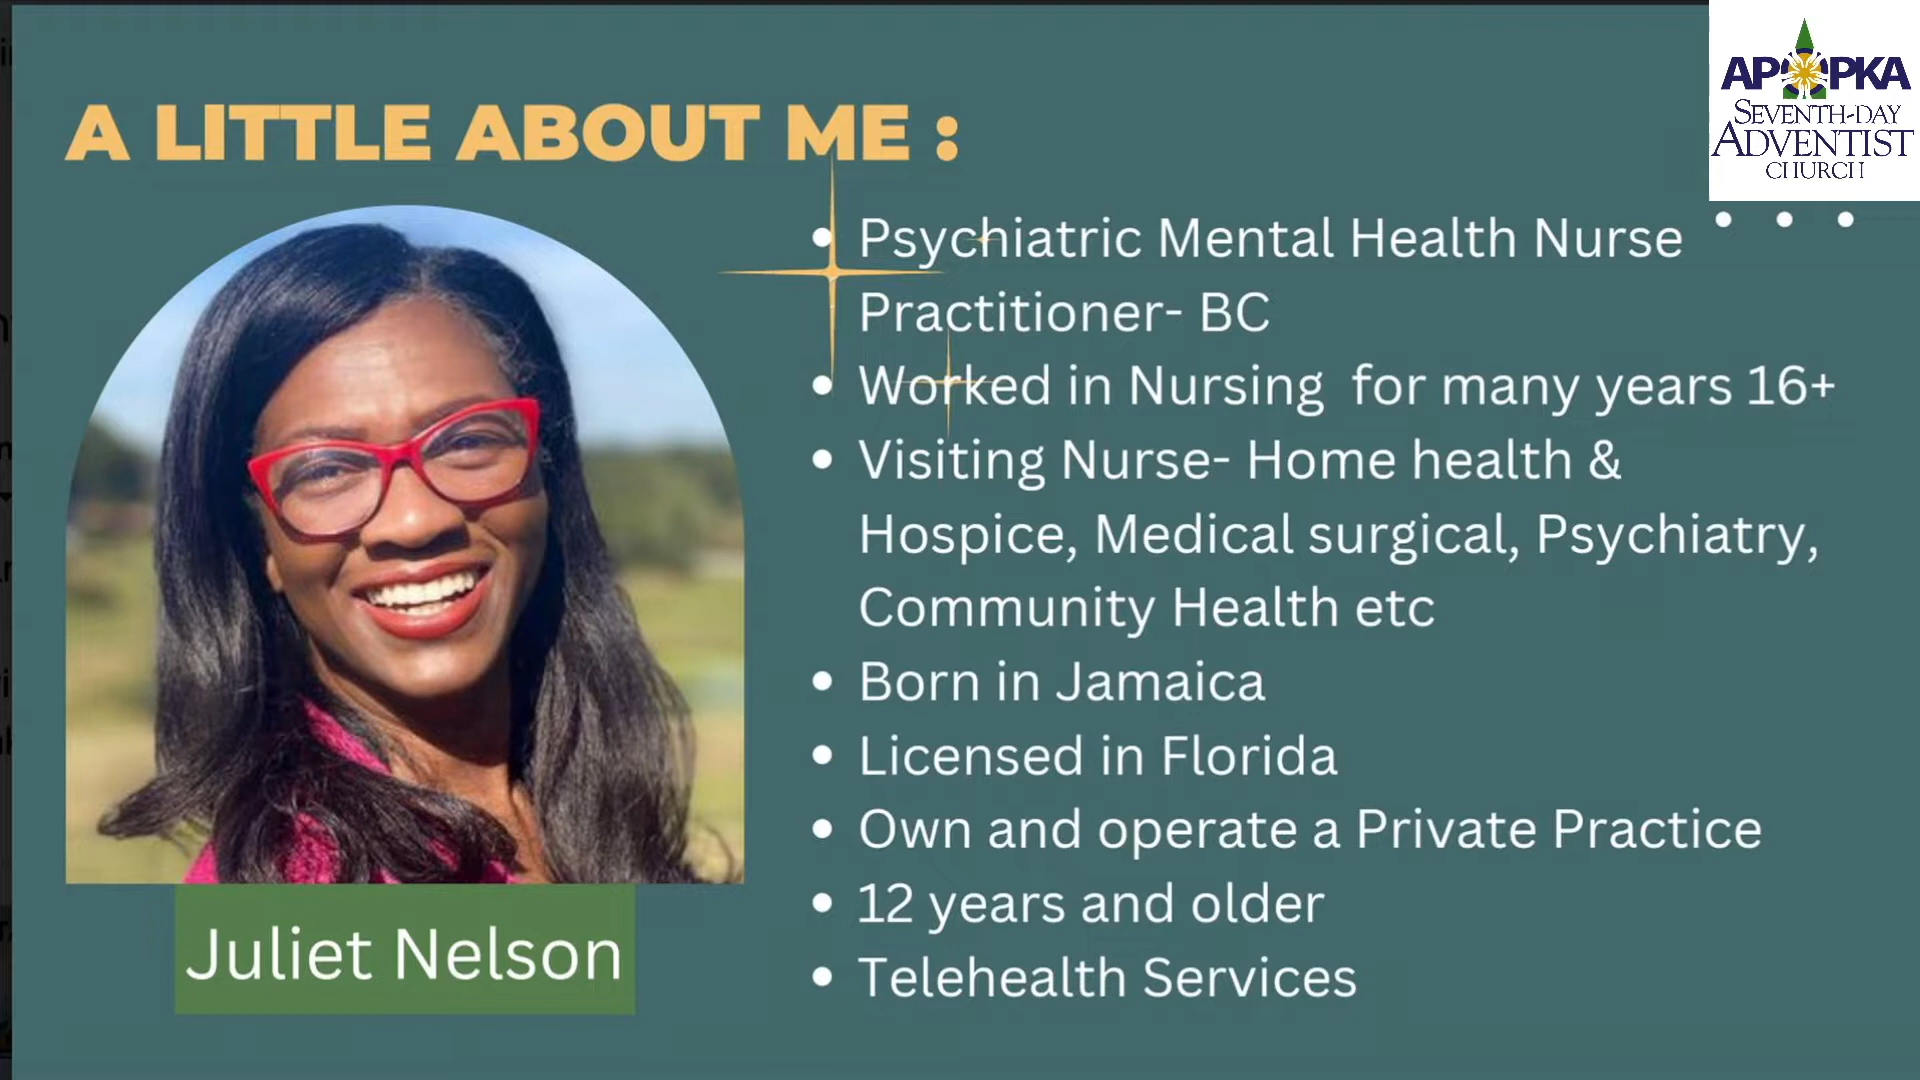 A LITTLE ABOUT ME :
APOPKA
SEVENTH-DAY
ADVENTIST
CHURCH
• Psychiatric Mental Health Nurse
Practitioner- BC
• Worked in Nursing for many years 16+
• Visiting Nurse- Home health &
Hospice, Medical surgical, Psychiatry,
Community Health etc
• Born in Jamaica
• Licensed in Florida
• Own and operate a Private Practice
• 12 years and older
• Telehealth Services
Juliet Nelson